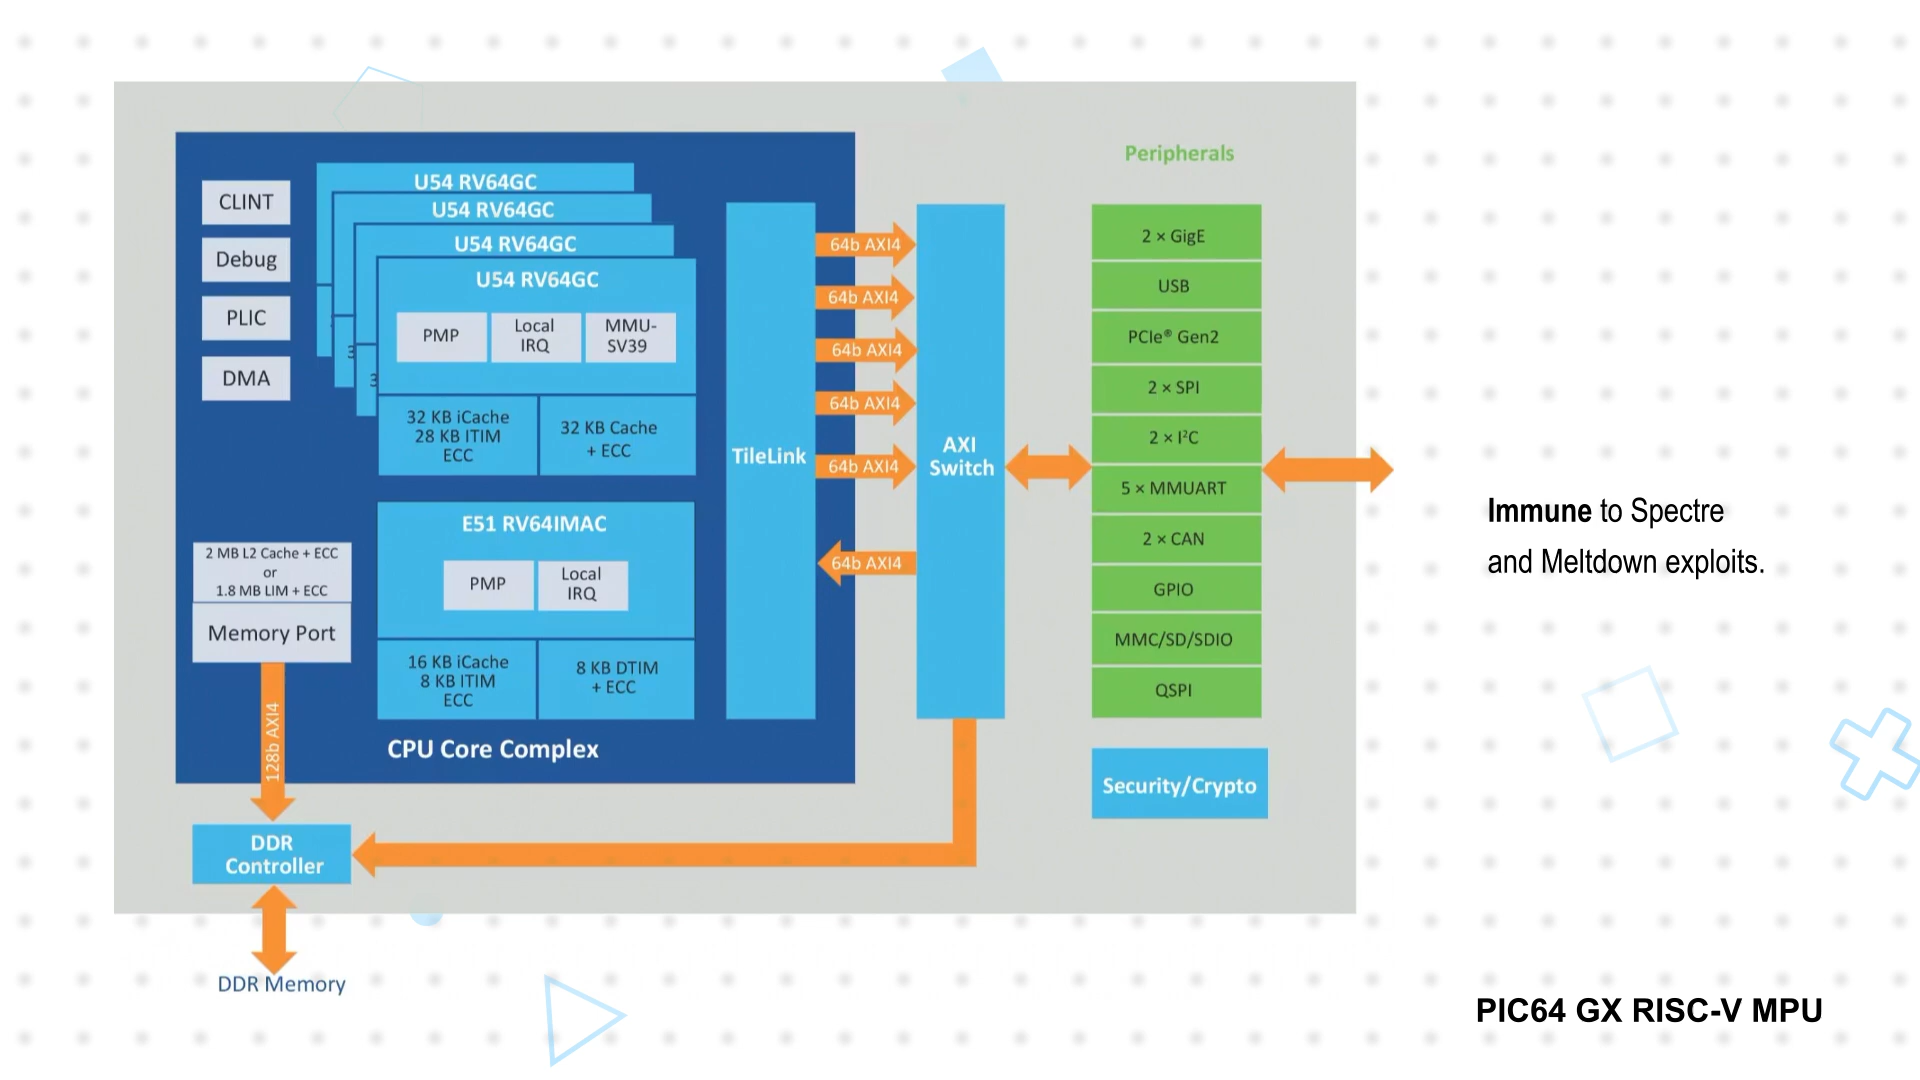 Peripherals
CLINT
Debug
PLIC
DMA
U54 RV64GC
U54 RV64GC
U54 RV64GC
U54 RV64GC
PMP
Local
IRQ
MMU-
SV39
3
3
32 KB iCache
28 KB ITIM
ECC
32 KB Cache
+ ECC
E51 RV64IMAC
PMP
Local
IRQ
16 KB iCache
8 KB ITIM
ECC
8 KB DTIM
+ ECC
2 MB L2 Cache + ECC
or
1.8 MB LIM + ECC
Memory Port
128b AXI4
CPU Core Complex
TileLink
64b AXI4
64b AXI4
64b AXI4
64b AXI4
64b AXI4
64b AXI4
AXI
Switch
2 × GigE
USB
PCIe® Gen2
2 × SPI
2 × I²C
5 × MMUART
2 × CAN
GPIO
MMC/SD/SDIO
QSPI
Security/Crypto
DDR
Controller
DDR Memory
Immune to Spectre
and Meltdown exploits.
PIC64 GX RISC-V MPU